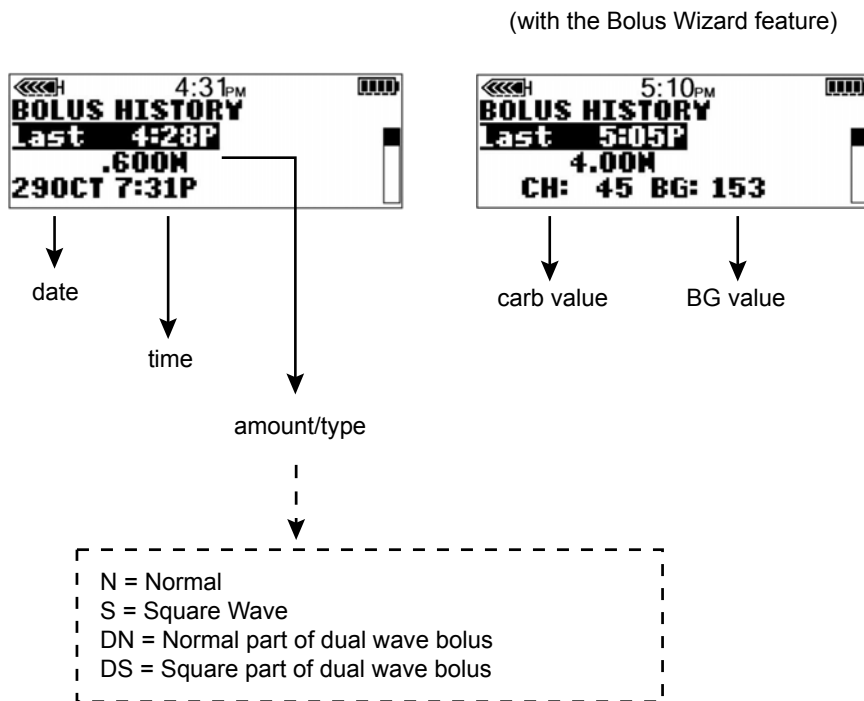 (with the Bolus Wizard feature)
4:31PM
BOLUS HISTORY
Last 4:28P
.600N
29OCT 7:31P
H
5:10PM
BOLUS HISTORY
Last 5:05P
4.00N
CH: 45 BG: 153
H
date
time
amount/type
carb value
BG value
N = Normal
S = Square Wave
DN = Normal part of dual wave bolus
DS = Square part of dual wave bolus